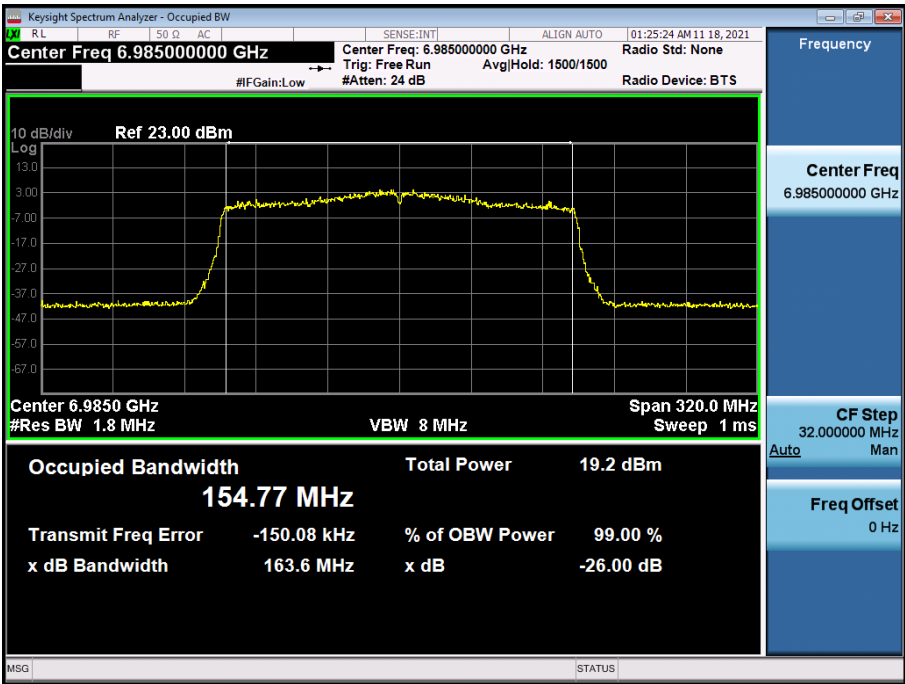 Keysight Spectrum Analyzer - Occupied BW
LXI RL RF 50 Ω AC SENSE:INT ALIGN AUTO 01:25:24 AM 11 18, 2021
Center Freq 6.985000000 GHz
Center Freq: 6.985000000 GHz Radio Std: None
Trig: Free Run Avg|Hold: 1500/1500
#IFGain:Low #Atten: 24 dB Radio Device: BTS
Frequency
10 dB/div Ref 23.00 dBm
Log
13.0
3.00
-7.00
-17.0
-27.0
-37.0
-47.0
-57.0
-67.0
Center 6.9850 GHz Span 320.0 MHz
#Res BW 1.8 MHz VBW 8 MHz Sweep 1 ms
Center Freq
6.985000000 GHz
CF Step
32.000000 MHz
Auto Man
Freq Offset
0 Hz
Occupied Bandwidth Total Power 19.2 dBm
154.77 MHz
Transmit Freq Error -150.08 kHz % of OBW Power 99.00 %
x dB Bandwidth 163.6 MHz x dB -26.00 dB
MSG STATUS